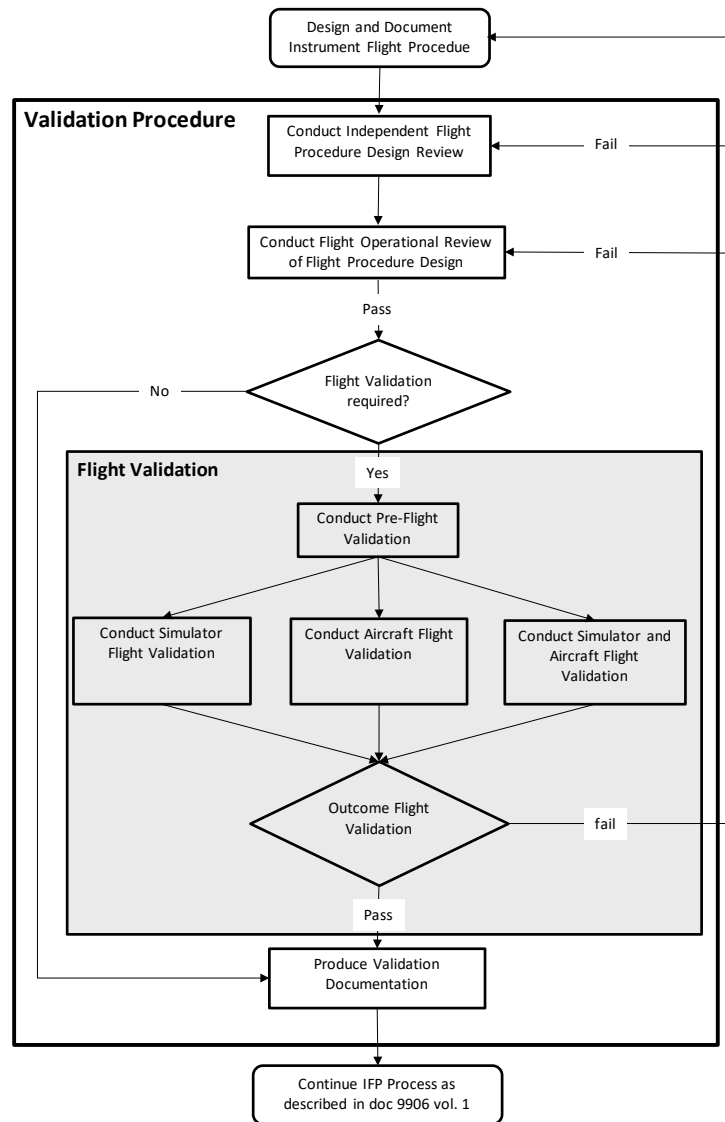 Design and Document
Instrument Flight Procedue
Validation Procedure
Conduct Independent Flight
Procedure Design Review
Fail
Conduct Flight Operational Review
of Flight Procedure Design
Fail
Pass
Flight Validation
required?
No
Flight Validation
Yes
Conduct Pre-Flight
Validation
Conduct Simulator
Flight Validation
Conduct Aircraft Flight
Validation
Conduct Simulator and
Aircraft Flight
Validation
Outcome Flight
Validation
fail
Pass
Produce Validation
Documentation
Continue IFP Process as
described in doc 9906 vol. 1